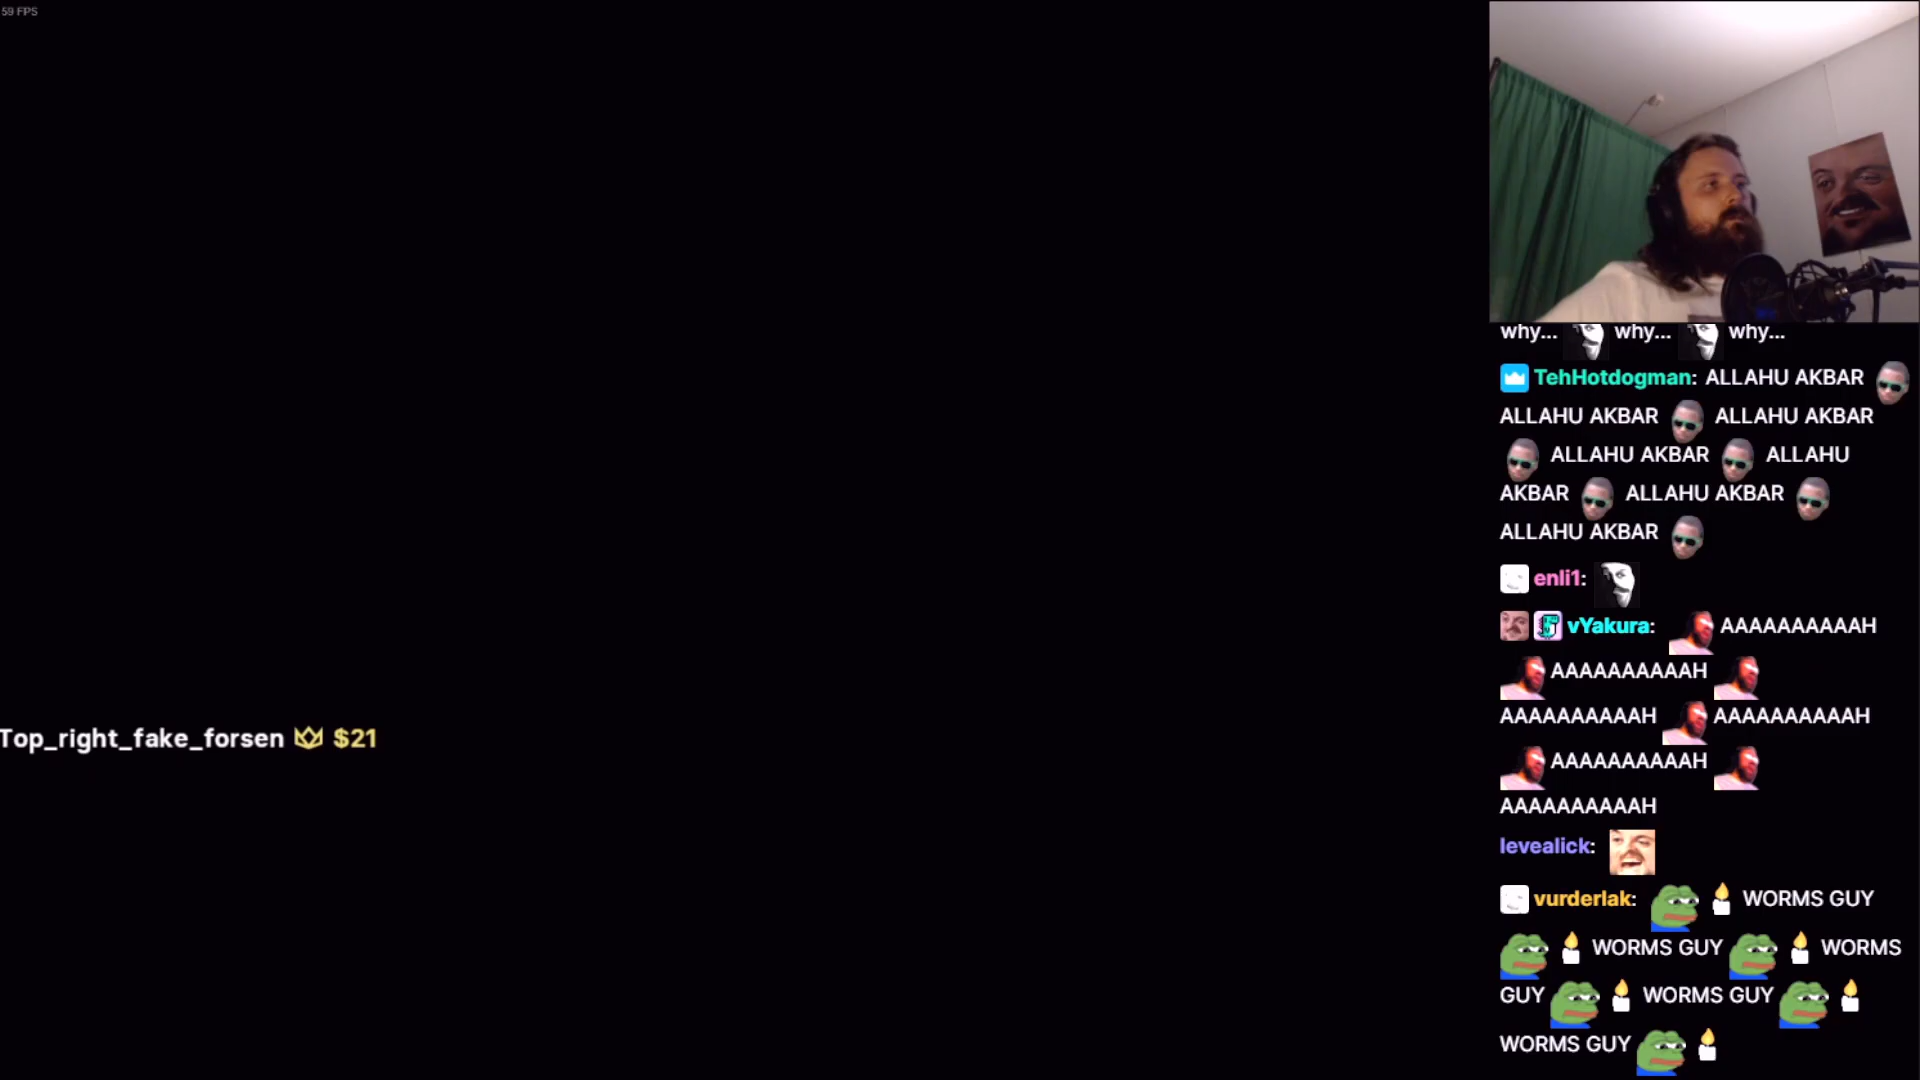 59 FPS
why... why... why...
TehHotdogman: ALLAHU AKBAR
ALLAHU AKBAR ALLAHU AKBAR
ALLAHU AKBAR ALLAHU
AKBAR ALLAHU AKBAR
ALLAHU AKBAR
enli1:
vYakura: AAAAAAAAAAH
AAAAAAAAAAH
AAAAAAAAAAH AAAAAAAAAAH
AAAAAAAAAAH
AAAAAAAAAAH
levealick:
vurderlak: WORMS GUY
WORMS GUY WORMS
GUY WORMS GUY
WORMS GUY
Top_right_fake_forsen $21